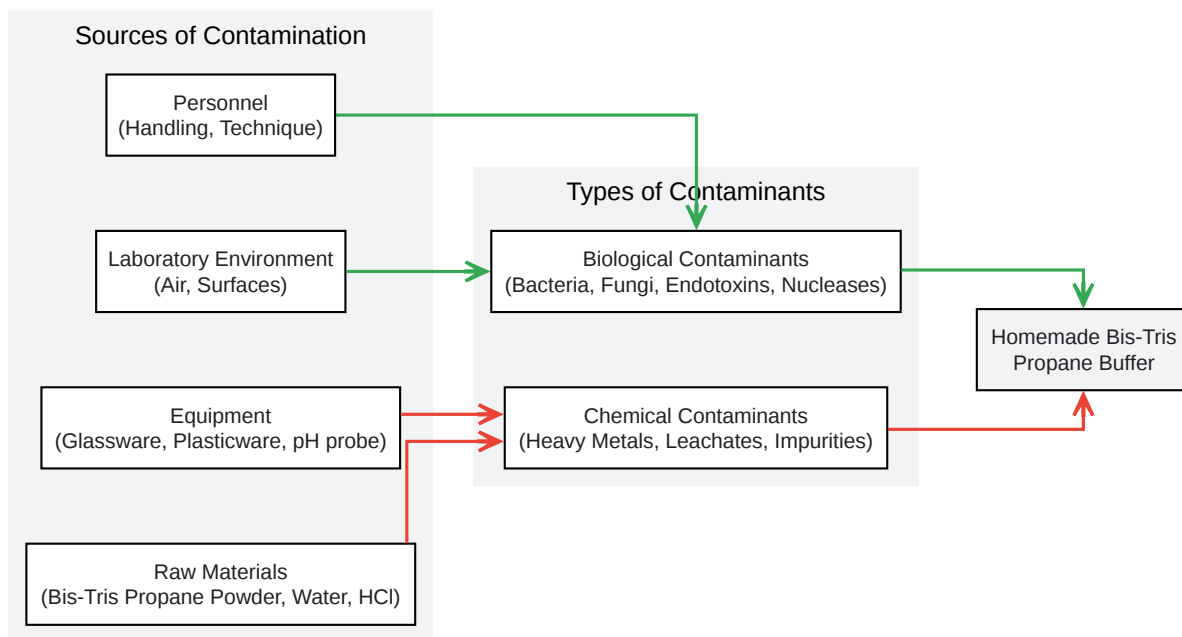 Sources of Contamination
Personnel
(Handling, Technique)
Types of Contaminants
Laboratory Environment
(Air, Surfaces)
Biological Contaminants
(Bacteria, Fungi, Endotoxins, Nucleases)
Homemade Bis-Tris
Propane Buffer
Equipment
(Glassware, Plasticware, pH probe)
Chemical Contaminants
(Heavy Metals, Leachates, Impurities)
Raw Materials
(Bis-Tris Propane Powder, Water, HCl)